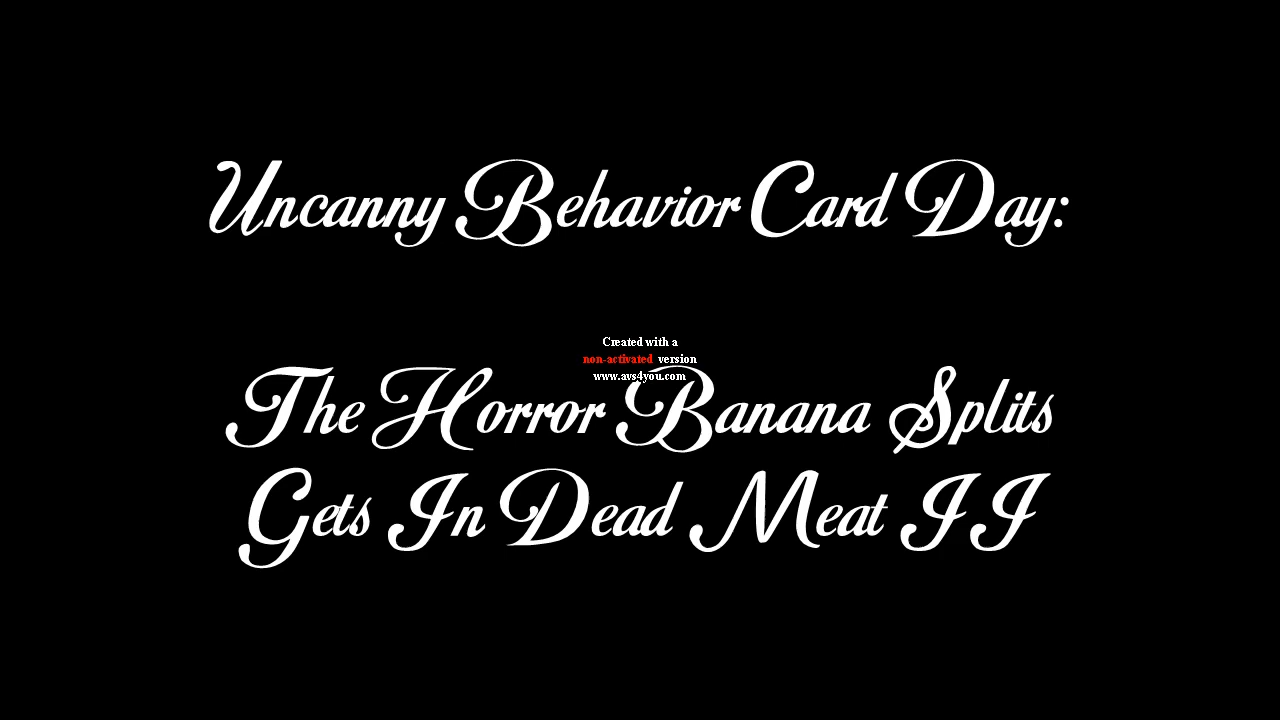 Uncanny Behavior Card Day:
Created with a
non-activated version
www.avs4you.com
The Horror Banana Splits
Gets In Dead Meat II